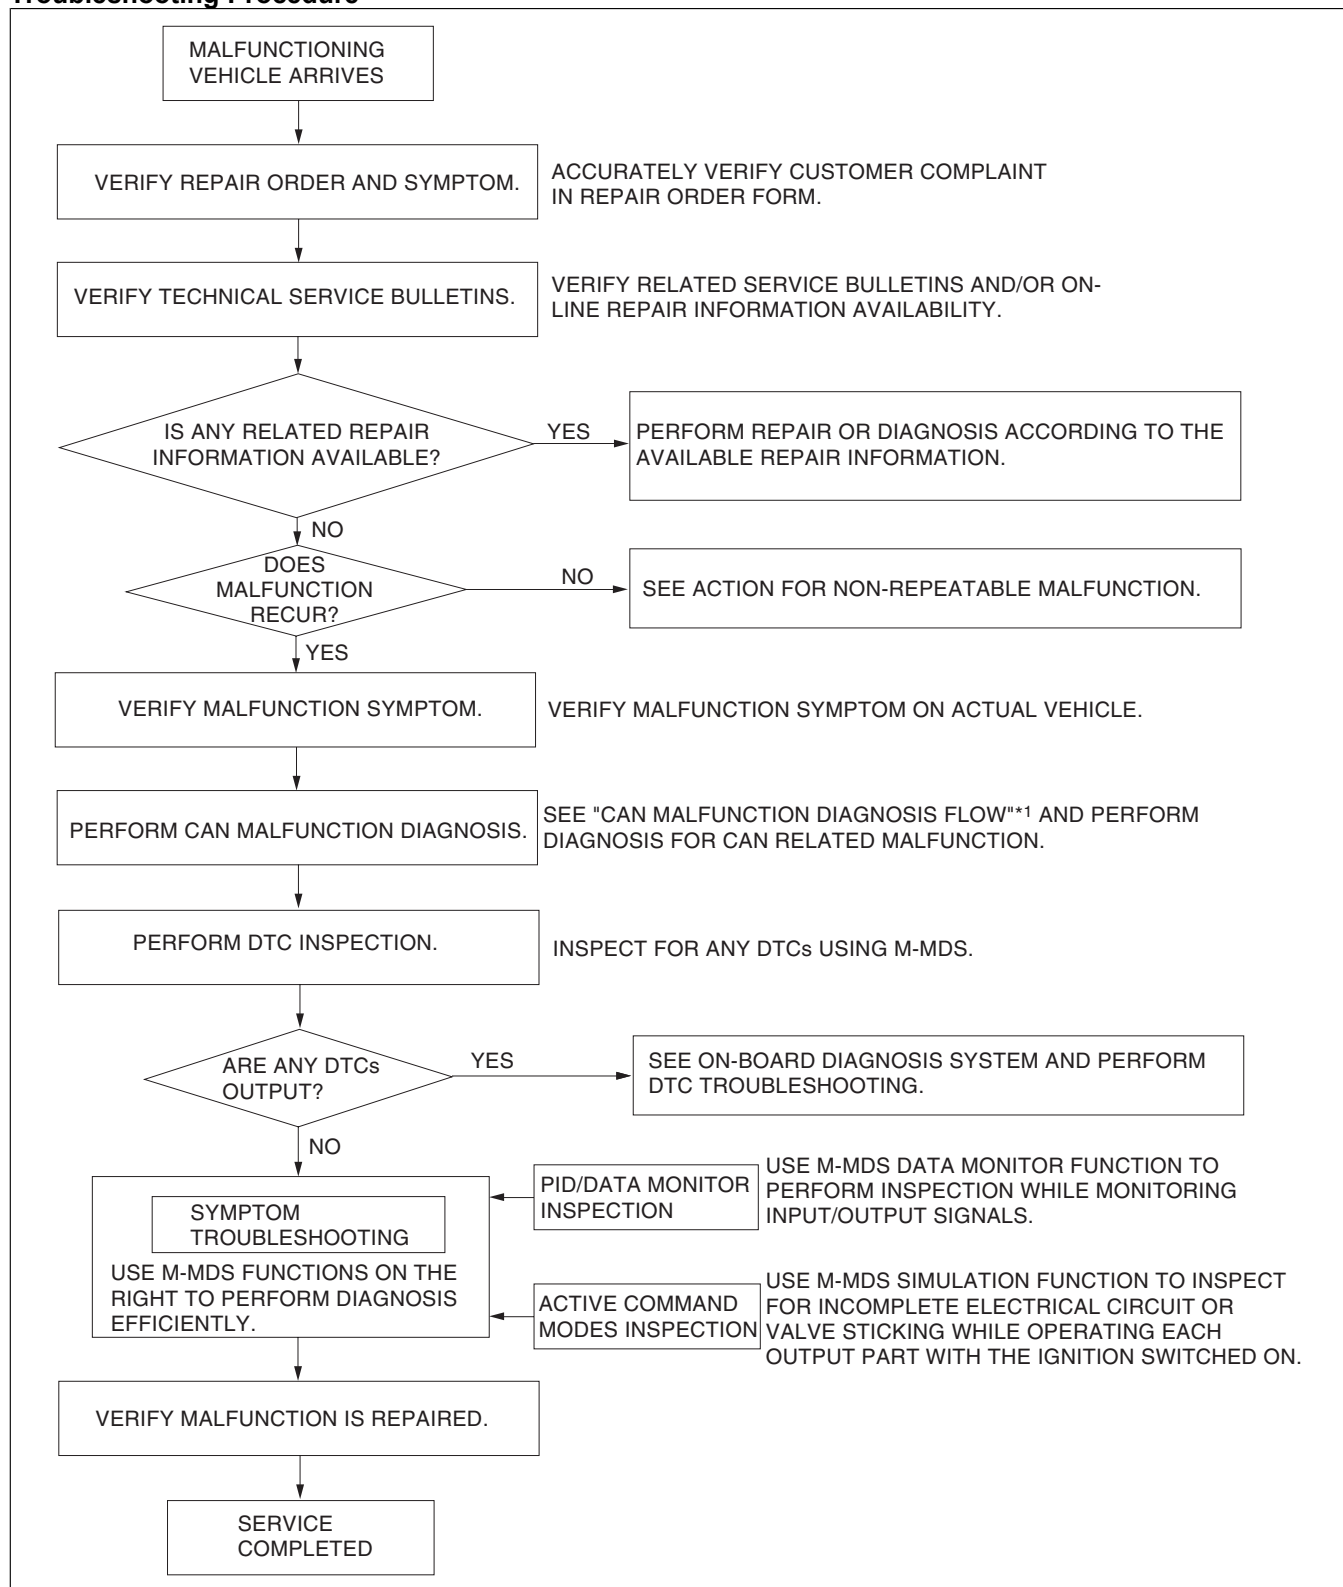 Troubleshooting Procedure
MALFUNCTIONING
VEHICLE ARRIVES
VERIFY REPAIR ORDER AND SYMPTOM.
ACCURATELY VERIFY CUSTOMER COMPLAINT
IN REPAIR ORDER FORM.
VERIFY TECHNICAL SERVICE BULLETINS.
VERIFY RELATED SERVICE BULLETINS AND/OR ON-
LINE REPAIR INFORMATION AVAILABILITY.
IS ANY RELATED REPAIR
INFORMATION AVAILABLE?
YES
PERFORM REPAIR OR DIAGNOSIS ACCORDING TO THE
AVAILABLE REPAIR INFORMATION.
NO
DOES
MALFUNCTION
RECUR?
NO
SEE ACTION FOR NON-REPEATABLE MALFUNCTION.
YES
VERIFY MALFUNCTION SYMPTOM.
VERIFY MALFUNCTION SYMPTOM ON ACTUAL VEHICLE.
PERFORM CAN MALFUNCTION DIAGNOSIS.
SEE "CAN MALFUNCTION DIAGNOSIS FLOW"*1 AND PERFORM
DIAGNOSIS FOR CAN RELATED MALFUNCTION.
PERFORM DTC INSPECTION.
INSPECT FOR ANY DTCs USING M-MDS.
ARE ANY DTCs
OUTPUT?
YES
SEE ON-BOARD DIAGNOSIS SYSTEM AND PERFORM
DTC TROUBLESHOOTING.
NO
SYMPTOM
TROUBLESHOOTING
USE M-MDS FUNCTIONS ON THE
RIGHT TO PERFORM DIAGNOSIS
EFFICIENTLY.
PID/DATA MONITOR
INSPECTION
USE M-MDS DATA MONITOR FUNCTION TO
PERFORM INSPECTION WHILE MONITORING
INPUT/OUTPUT SIGNALS.
ACTIVE COMMAND
MODES INSPECTION
USE M-MDS SIMULATION FUNCTION TO INSPECT
FOR INCOMPLETE ELECTRICAL CIRCUIT OR
VALVE STICKING WHILE OPERATING EACH
OUTPUT PART WITH THE IGNITION SWITCHED ON.
VERIFY MALFUNCTION IS REPAIRED.
SERVICE
COMPLETED